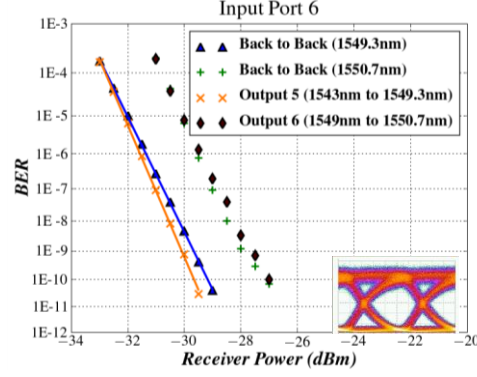 Input Port 6
1E-3
Back to Back (1549.3nm)
1E-4
Back to Back (1550.7nm)
Output 5 (1543nm to 1549.3nm)
1E-5
Output 6 (1549nm to 1550.7nm)
1E-6
BER
1E-7
1E-8
1E-9
1E-10
1E-11
1E-12
−34 −32 −30 −28 −26 −24 −22 −20
Receiver Power (dBm)